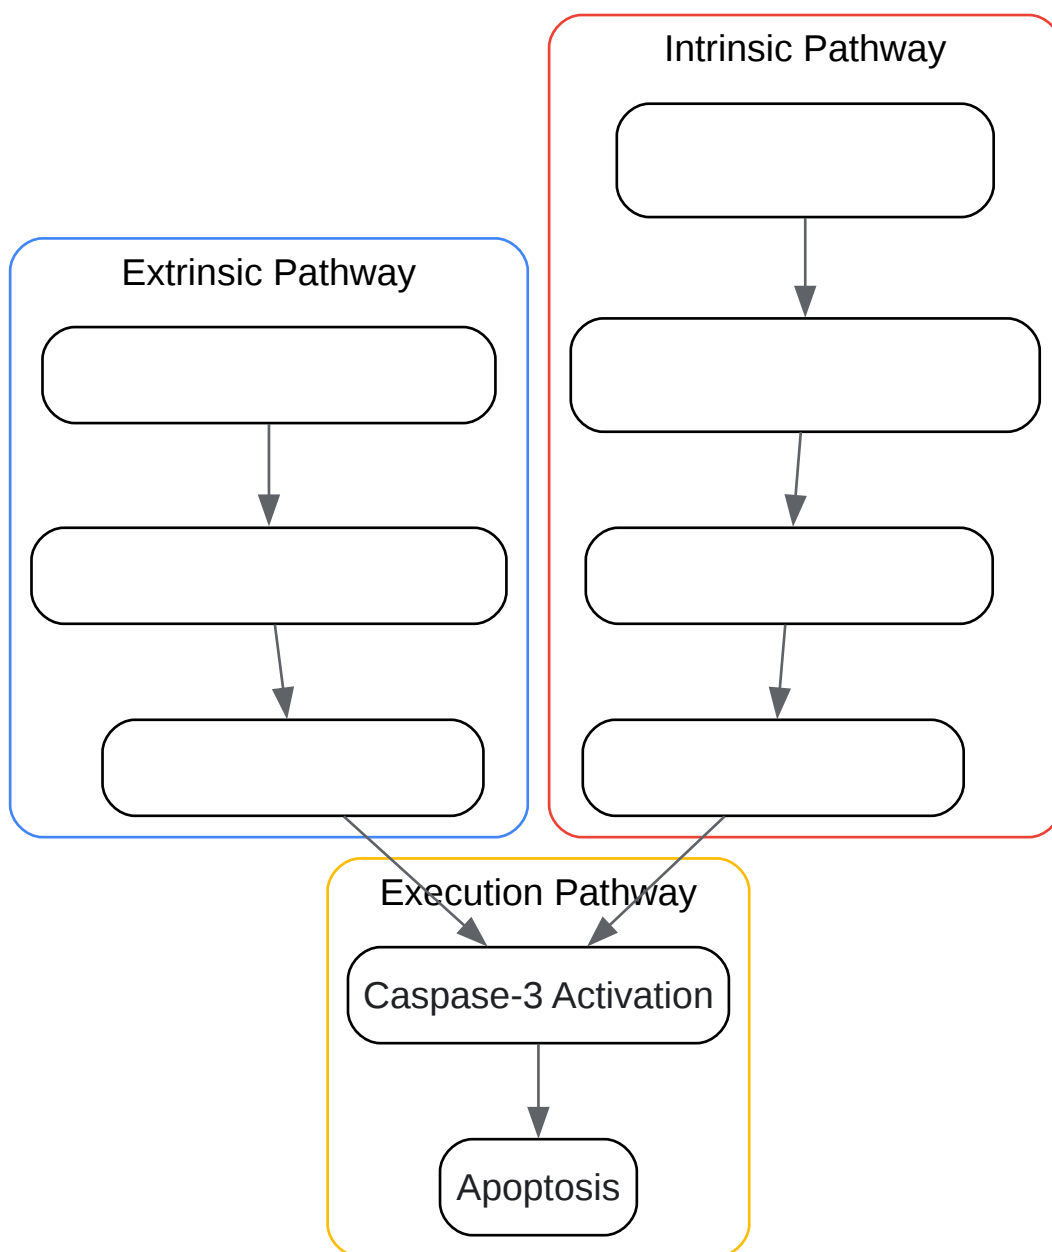 Intrinsic Pathway
Extrinsic Pathway
Execution Pathway
Caspase-3 Activation
Apoptosis